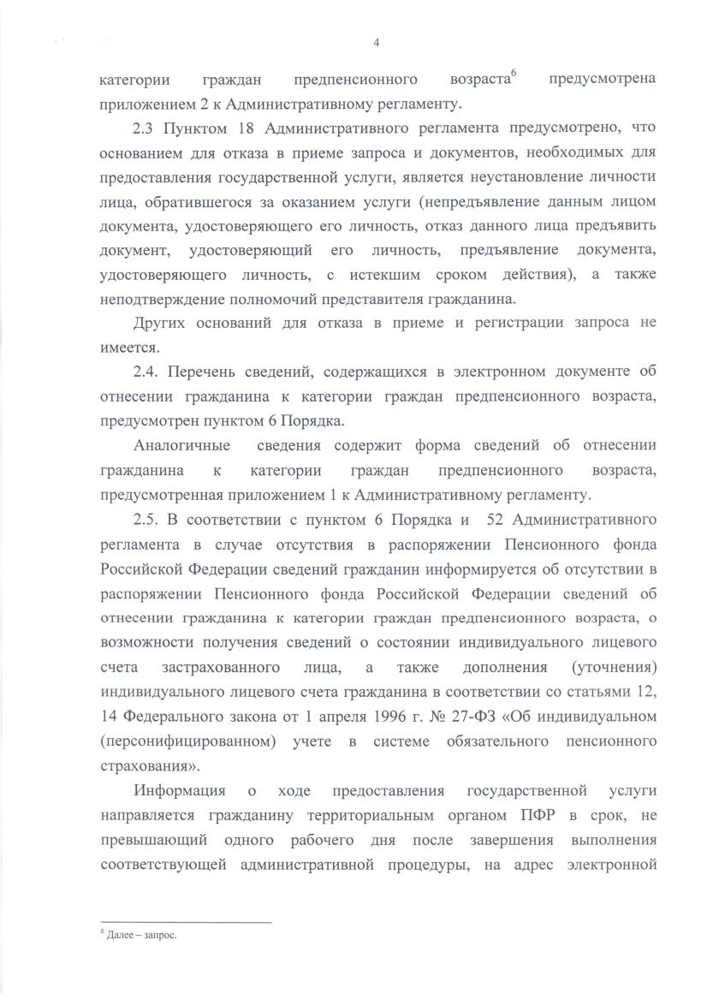 4
категории граждан предпенсионного возраста⁶ предусмотрена
приложением 2 к Административному регламенту.
2.3 Пунктом 18 Административного регламента предусмотрено, что
основанием для отказа в приеме запроса и документов, необходимых для
предоставления государственной услуги, является неустановление личности
лица, обратившегося за оказанием услуги (непредъявление данным лицом
документа, удостоверяющего его личность, отказ данного лица предъявить
документ, удостоверяющий его личность, предъявление документа,
удостоверяющего личность, с истекшим сроком действия), а также
неподтверждение полномочий представителя гражданина.
Других оснований для отказа в приеме и регистрации запроса не
имеется.
2.4. Перечень сведений, содержащихся в электронном документе об
отнесении гражданина к категории граждан предпенсионного возраста,
предусмотрен пунктом 6 Порядка.
Аналогичные сведения содержит форма сведений об отнесении
гражданина к категории граждан предпенсионного возраста,
предусмотренная приложением 1 к Административному регламенту.
2.5. В соответствии с пунктом 6 Порядка и 52 Административного
регламента в случае отсутствия в распоряжении Пенсионного фонда
Российской Федерации сведений гражданин информируется об отсутствии в
распоряжении Пенсионного фонда Российской Федерации сведений об
отнесении гражданина к категории граждан предпенсионного возраста, о
возможности получения сведений о состоянии индивидуального лицевого
счета застрахованного лица, а также дополнения (уточнения)
индивидуального лицевого счета гражданина в соответствии со статьями 12,
14 Федерального закона от 1 апреля 1996 г. № 27-ФЗ «Об индивидуальном
(персонифицированном) учете в системе обязательного пенсионного
страхования».
Информация о ходе предоставления государственной услуги
направляется гражданину территориальным органом ПФР в срок, не
превышающий одного рабочего дня после завершения выполнения
соответствующей административной процедуры, на адрес электронной
⁶ Далее – запрос.